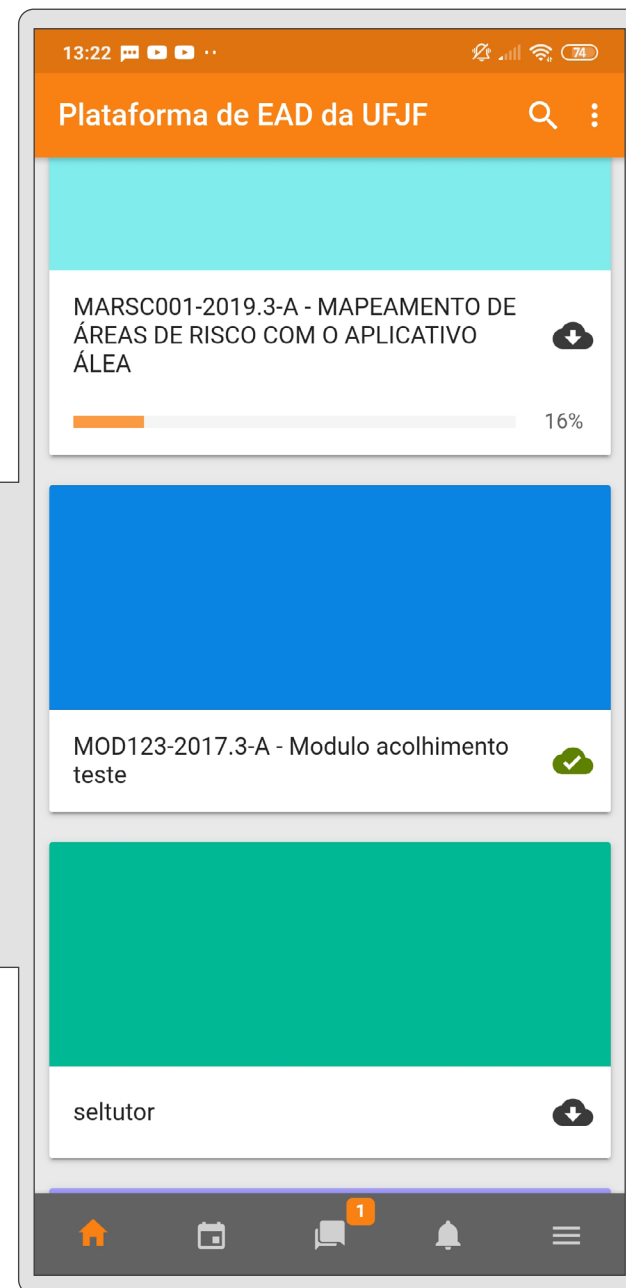 13:22
74
Plataforma de EAD da UFJF
MARSC001-2019.3-A - MAPEAMENTO DE
ÁREAS DE RISCO COM O APLICATIVO
ÁLEA
16%
MOD123-2017.3-A - Modulo acolhimento
teste
seltutor
1